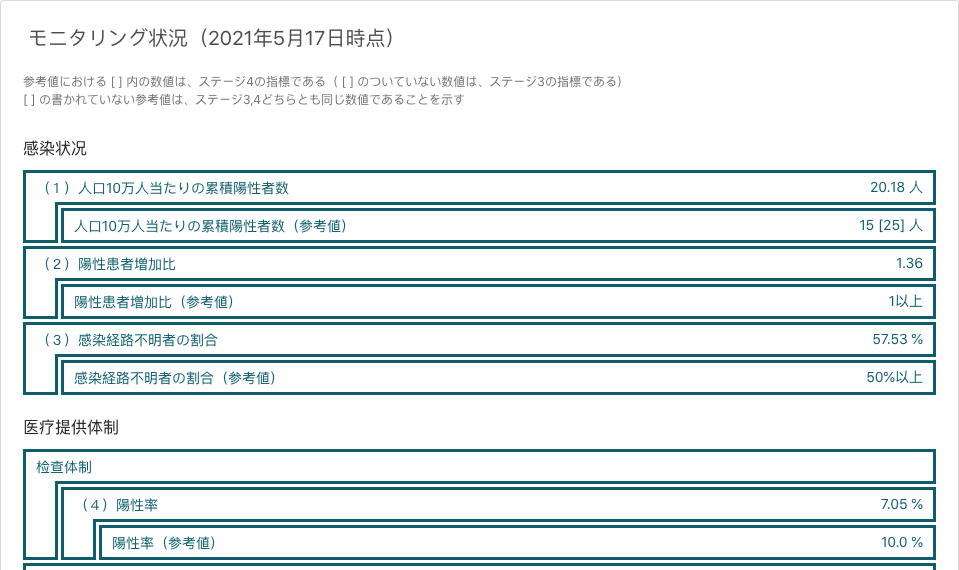 モニタリング状況（2021年5月17日時点）
参考値における [ ] 内の数値は、ステージ4の指標である（ [ ] のついていない数値は、ステージ3の指標である）
[ ] の書かれていない参考値は、ステージ3,4どちらとも同じ数値であることを示す
感染状況
（１）人口10万人当たりの累積陽性者数 20.18 人
人口10万人当たりの累積陽性者数（参考値） 15 [25] 人
（２）陽性患者増加比 1.36
陽性患者増加比（参考値） 1以上
（３）感染経路不明者の割合 57.53 %
感染経路不明者の割合（参考値） 50%以上
医疗提供体制
检查体制
（４）陽性率 7.05 %
陽性率（参考値） 10.0 %